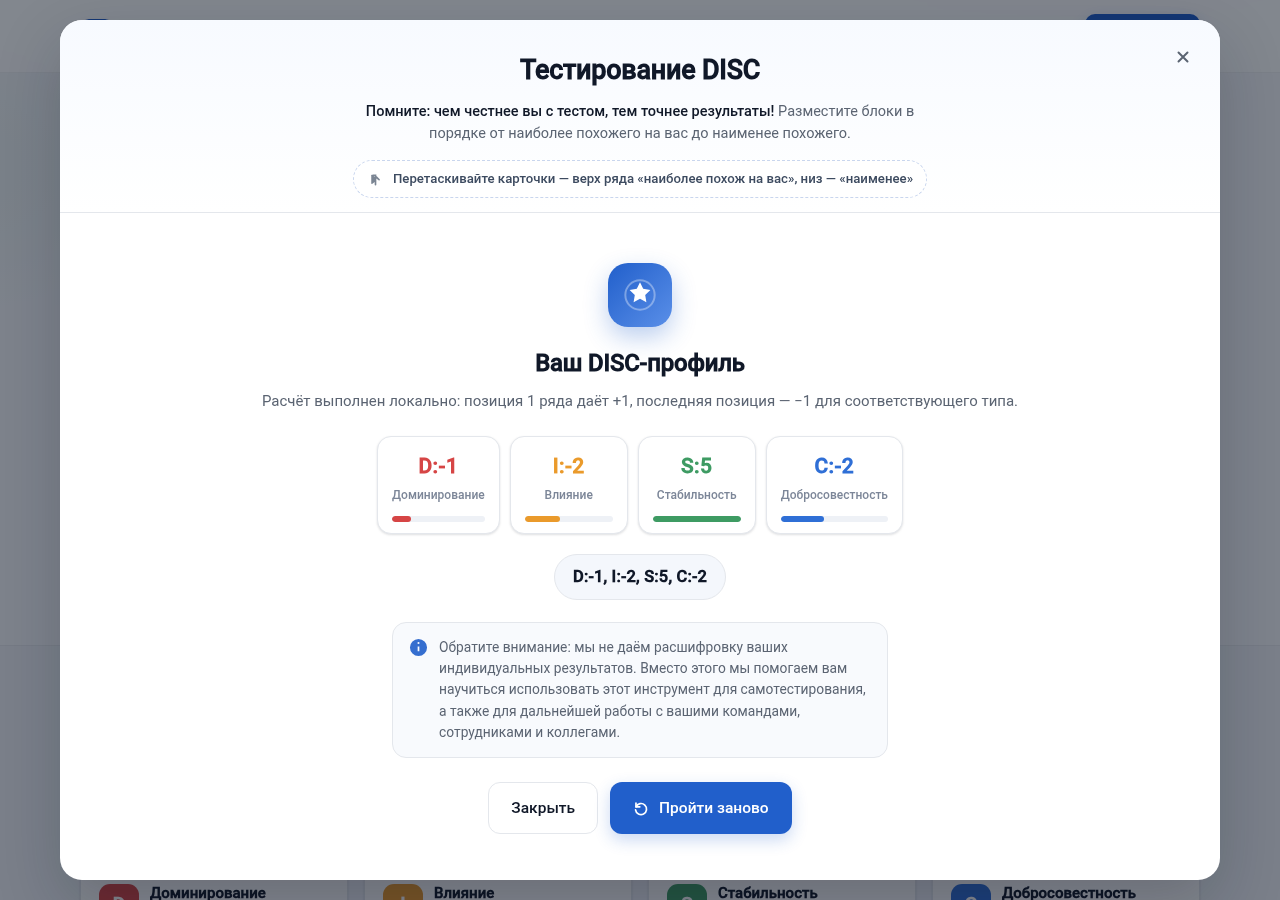 Тестирование DISC
Помните: чем честнее вы с тестом, тем точнее результаты! Разместите блоки в
порядке от наиболее похожего на вас до наименее похожего.
Перетаскивайте карточки — верх ряда «наиболее похож на вас», низ — «наименее»
Ваш DISC-профиль
Расчёт выполнен локально: позиция 1 ряда даёт +1, последняя позиция — −1 для соответствующего типа.
D:-1
Доминирование
I:-2
Влияние
S:5
Стабильность
C:-2
Добросовестность
D:-1, I:-2, S:5, C:-2
Обратите внимание: мы не даём расшифровку ваших
индивидуальных результатов. Вместо этого мы помогаем вам
научиться использовать этот инструмент для самотестирования,
а также для дальнейшей работы с вашими командами,
сотрудниками и коллегами.
Закрыть
Пройти заново
Доминирование
Влияние
Стабильность
Добросовестность